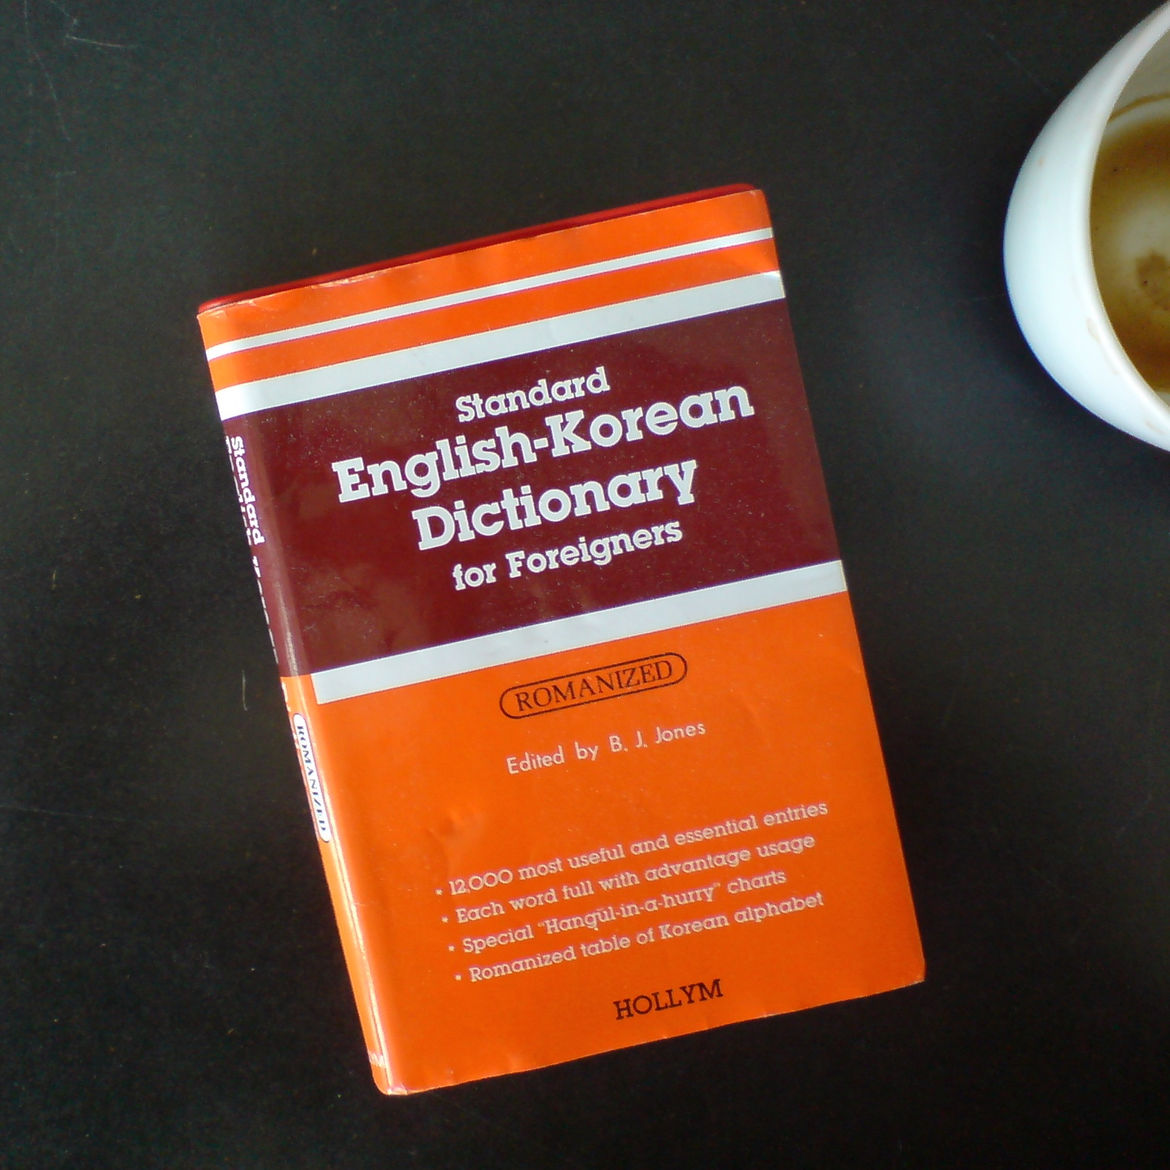 Standard
English-Korean
Dictionary
for Foreigners
ROMANIZED
Edited by B. J. Jones
• 12,000 most useful and essential entries
• Each word full with advantage usage
• Special "Hangŭl-in-a-hurry" charts
• Romanized table of Korean alphabet
HOLLYM
Standard
ROMANIZED